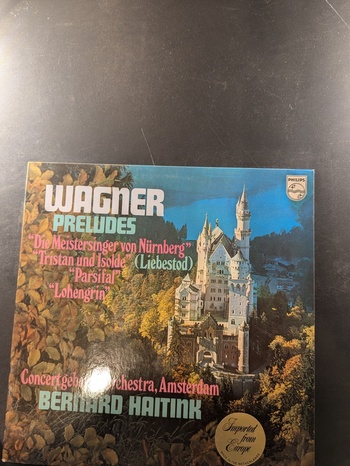 WAGNER
PRELUDES
"Die Meistersinger von Nürnberg"
"Tristan und Isolde" (Liebestod)
"Parsifal"
"Lohengrin"
PHILIPS
Orchestra, Amsterdam
BERNARD HAITINK
Imported
from
Europe